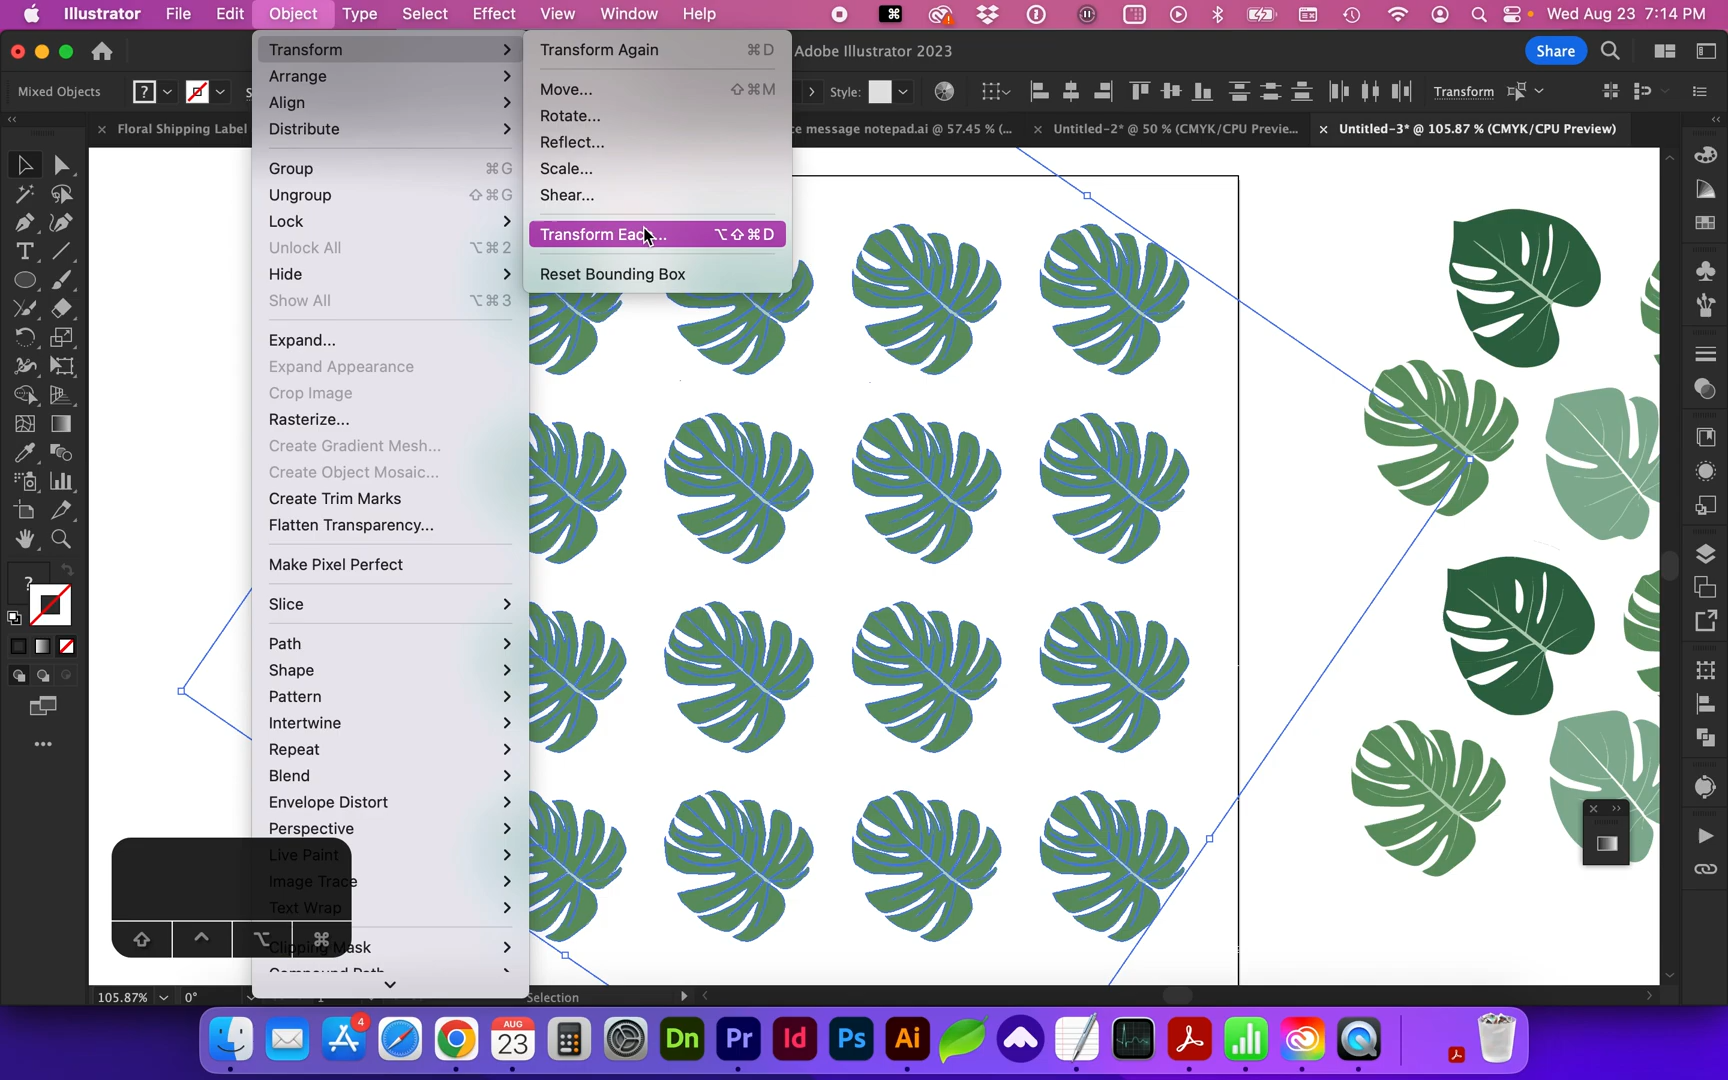 Illustrator File Edit Object Type Select Effect View Window Help
Wed Aug 23 7:14 PM
Adobe Illustrator 2023
Share
Mixed Objects
?
Style:
Transform
Floral Shipping Label
ce message notepad.ai @ 57.45 % (...
Untitled-2* @ 50 % (CMYK/CPU Previe...
Untitled-3* @ 105.87 % (CMYK/CPU Preview)
Transform
Arrange
Align
Distribute
Group ⌘G
Ungroup ⇧⌘G
Lock
Unlock All ⌥⌘2
Hide
Show All ⌥⌘3
Expand...
Expand Appearance
Crop Image
Rasterize...
Create Gradient Mesh...
Create Object Mosaic...
Create Trim Marks
Flatten Transparency...
Make Pixel Perfect
Slice
Path
Shape
Pattern
Intertwine
Repeat
Blend
Envelope Distort
Perspective
Live Paint
Image Trace
Text Wrap
Clipping Mask
Compound Path
Transform Again ⌘D
Move... ⇧⌘M
Rotate...
Reflect...
Scale...
Shear...
Transform Each... ⌥⇧⌘D
Reset Bounding Box
?
⇧ ^ ⌥ ⌘
105.87% 0°
Selection
4
AUG
23
Dn Pr Id Ps Ai